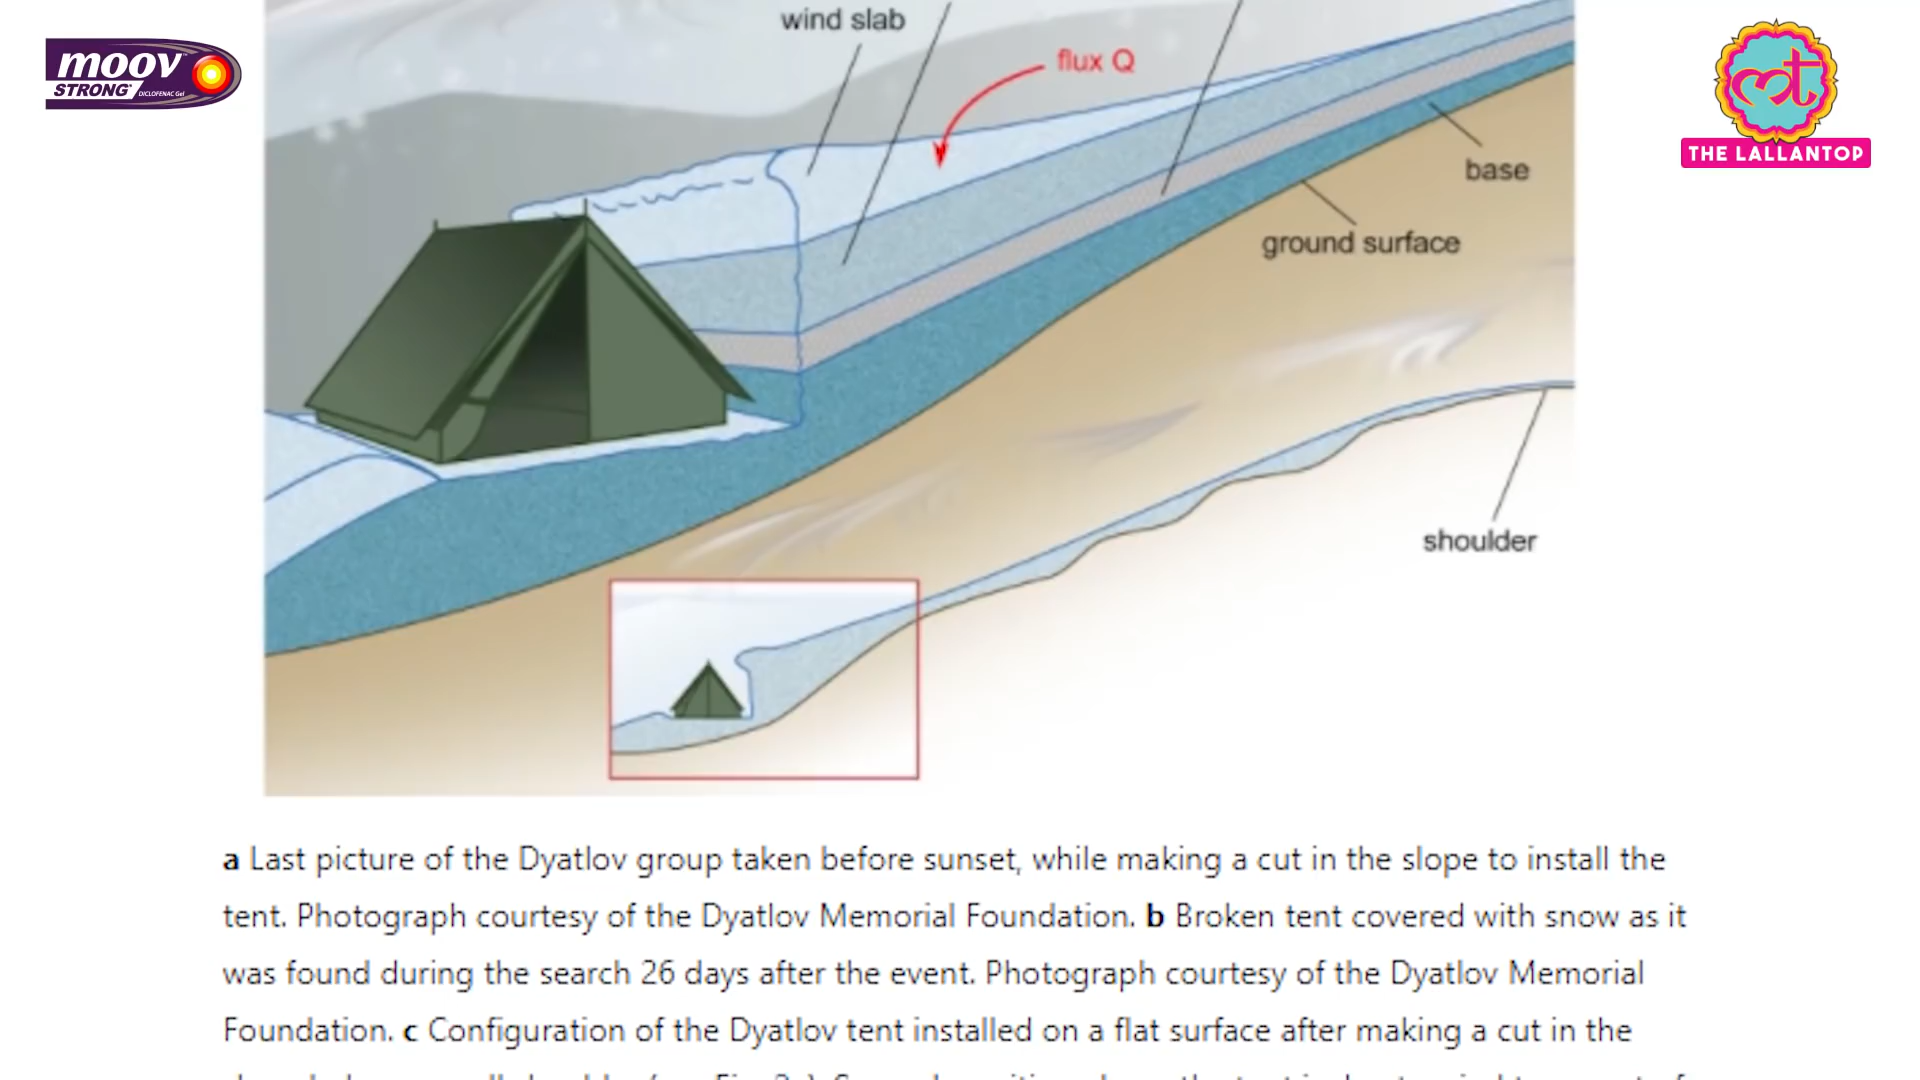 wind slab
moov
STRONG
DICLOFENAC Gel
flux Q
THE LALLANTOP
base
ground surface
shoulder
a Last picture of the Dyatlov group taken before sunset, while making a cut in the slope to install the
tent. Photograph courtesy of the Dyatlov Memorial Foundation. b Broken tent covered with snow as it
was found during the search 26 days after the event. Photograph courtesy of the Dyatlov Memorial
Foundation. c Configuration of the Dyatlov tent installed on a flat surface after making a cut in the